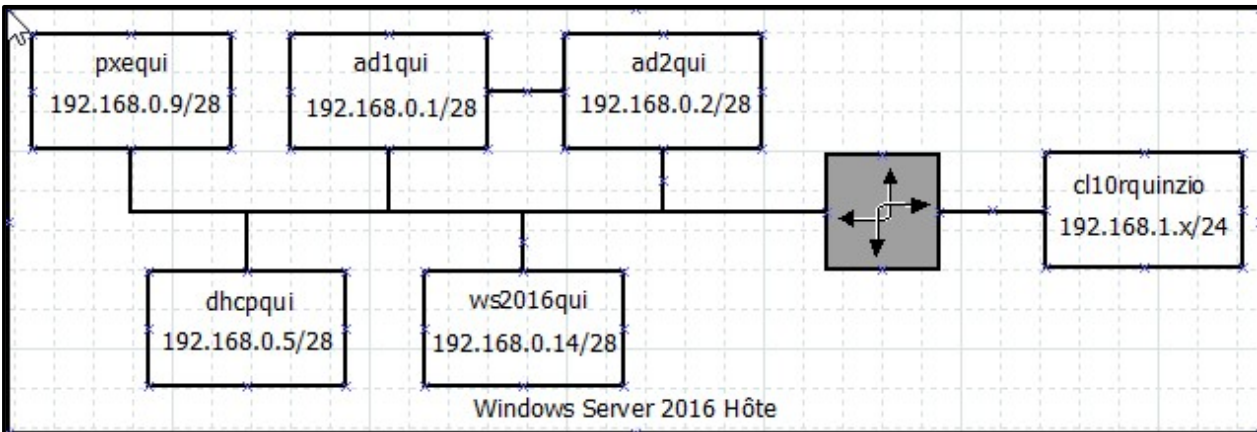 pxequi
192.168.0.9/28
ad1qui
192.168.0.1/28
ad2qui
192.168.0.2/28
cl10rquinzio
192.168.1.x/24
dhcpqui
192.168.0.5/28
ws2016qui
192.168.0.14/28
Windows Server 2016 Hôte